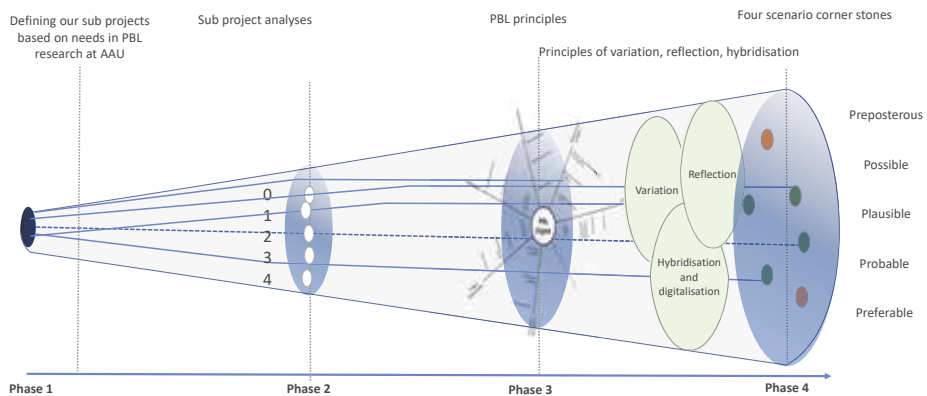 Defining our sub projects
based on needs in PBL
research at AAU
Sub project analyses
PBL principles
Four scenario corner stones
Principles of variation, reflection, hybridisation
0
1
2
3
4
Variation
Reflection
Hybridisation
and
digitalisation
Preposterous
Possible
Plausible
Probable
Preferable
Phase 1
Phase 2
Phase 3
Phase 4